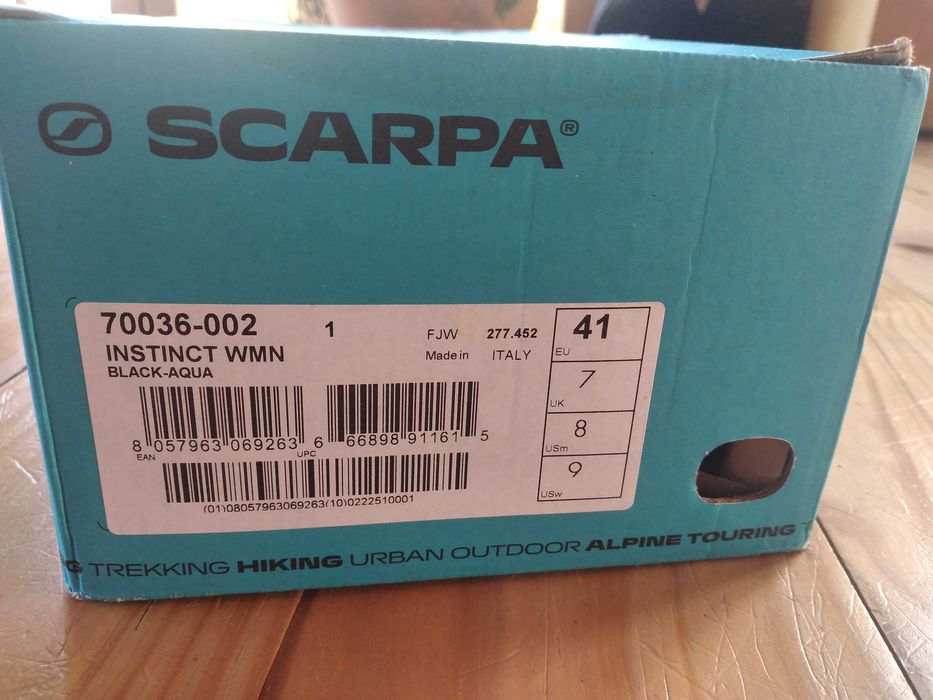 SCARPA®
70036-002 1 FJW 277.452
INSTINCT WMN Made in ITALY
BLACK-AQUA
41
EU
7
UK
8
USm
9
USw
8 057963 069263 6 66898 91161 5
EAN UPC
(01)08057963069263(10)0222510001
G TREKKING HIKING URBAN OUTDOOR ALPINE TOURING T